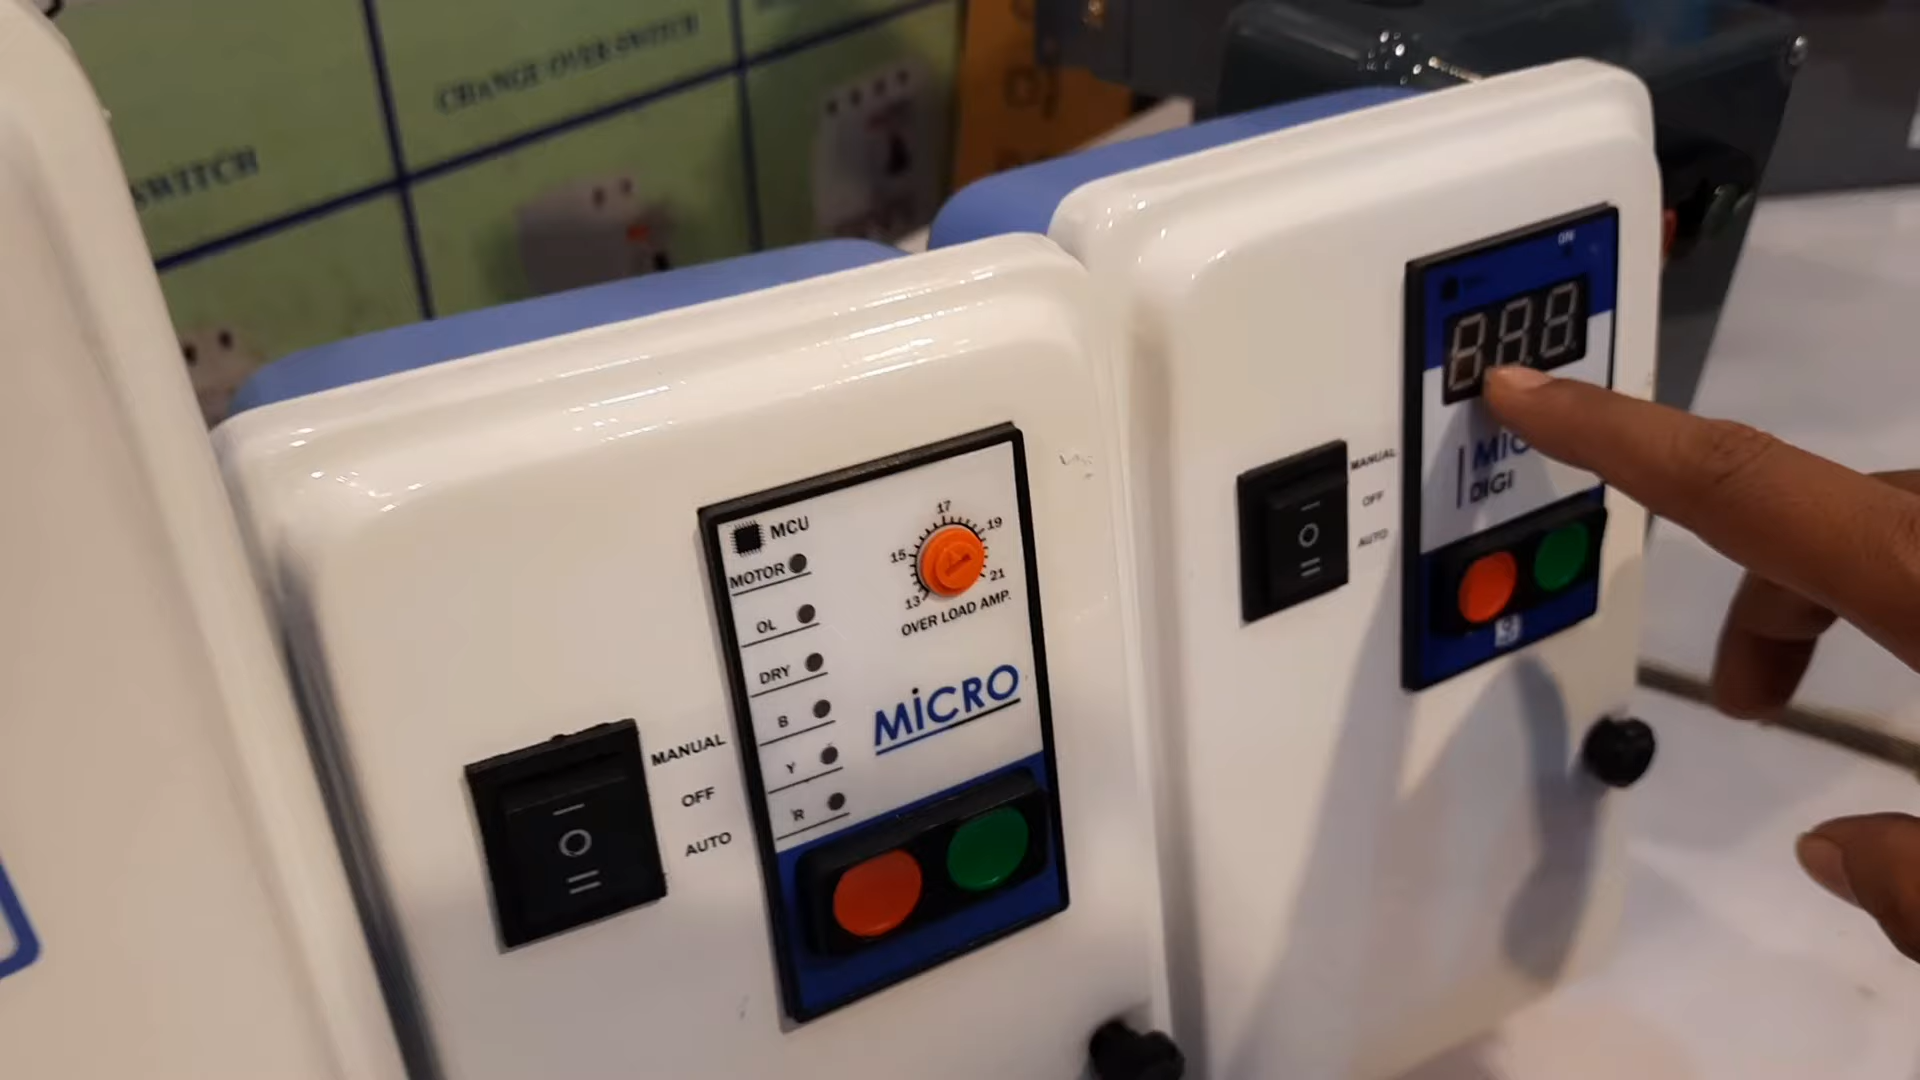 CHANGE OVER SWITCH
SWITCH
MCU
MOTOR
OL
DRY
B
Y
R
13
15
17
19
21
OVER LOAD AMP.
MiCRO
MANUAL
OFF
AUTO
MANUAL
OFF
AUTO
ON
DIGI